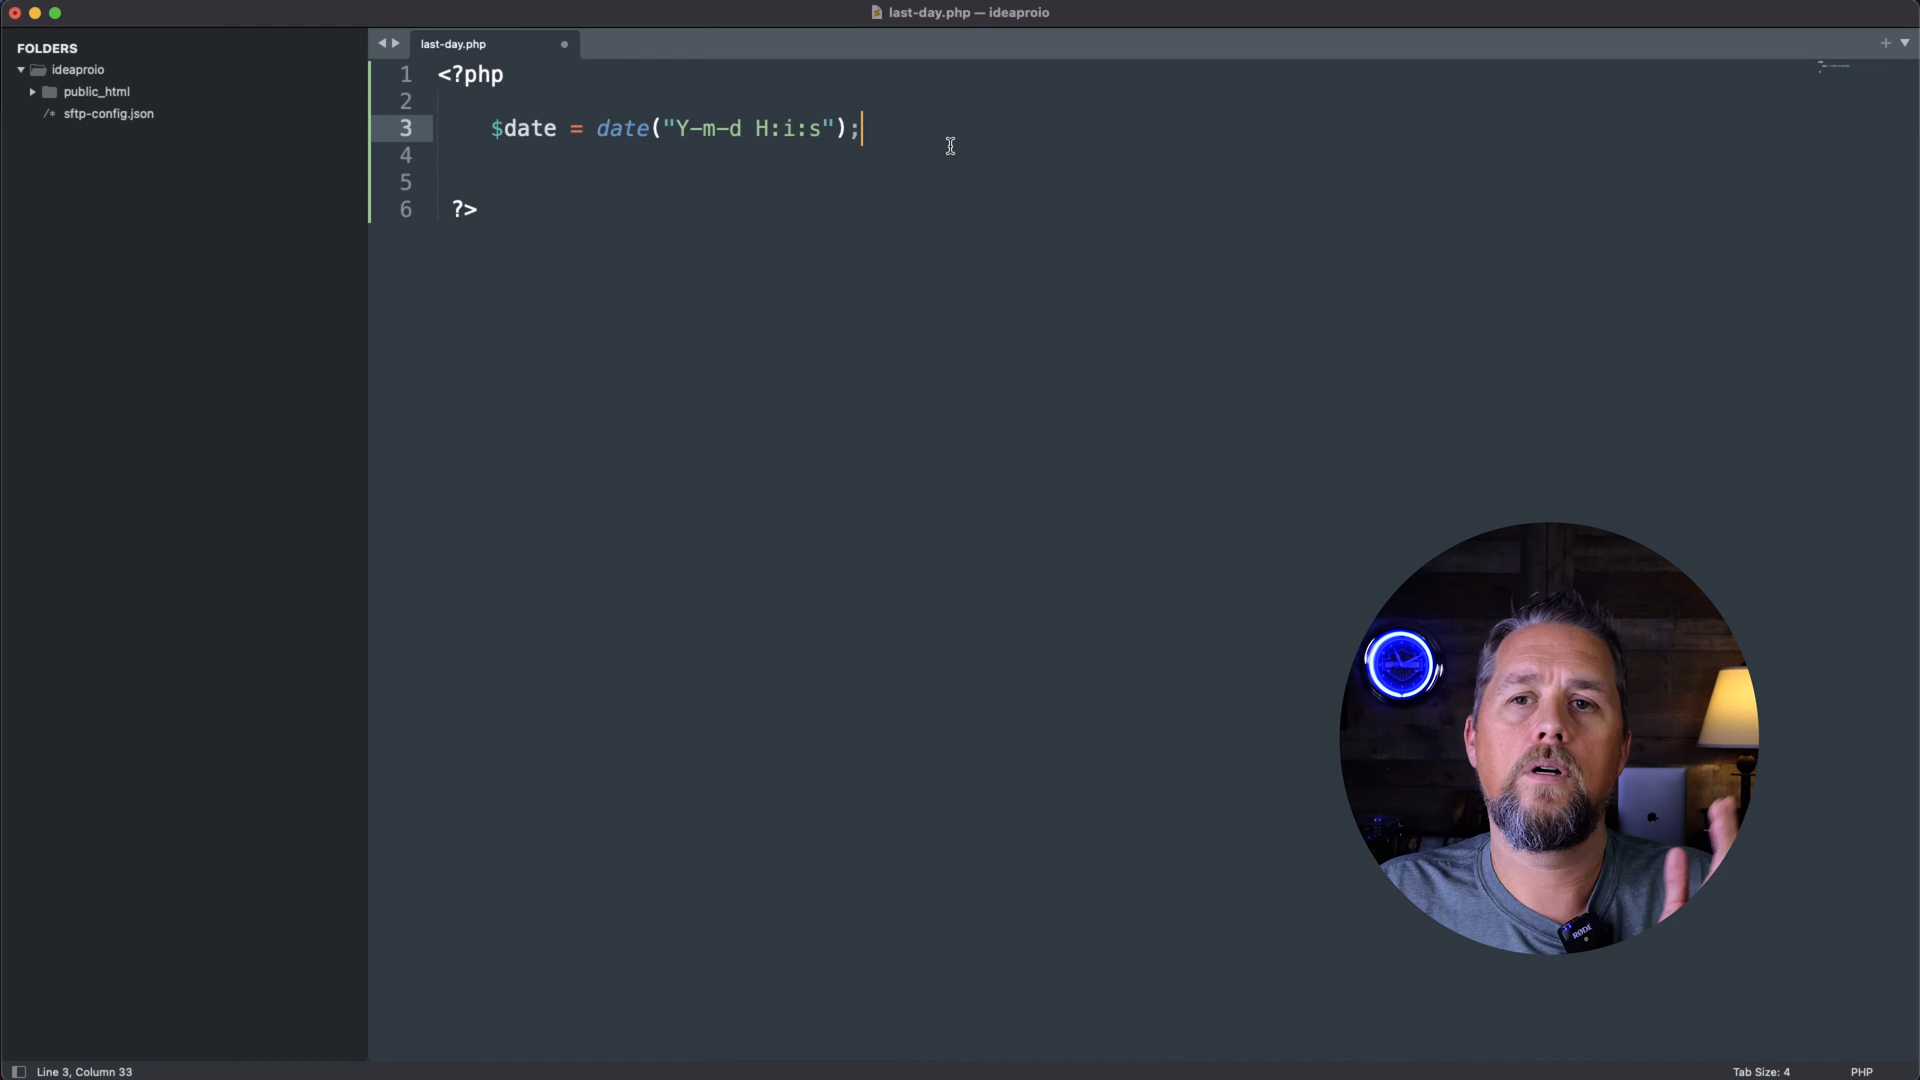 last-day.php — ideaproio
FOLDERS
ideaproio
public_html
/* sftp-config.json
last-day.php
1 <?php
2
3 $date = date("Y-m-d H:i:s");
4
5
6 ?>
RODE
Line 3, Column 33
Tab Size: 4
PHP